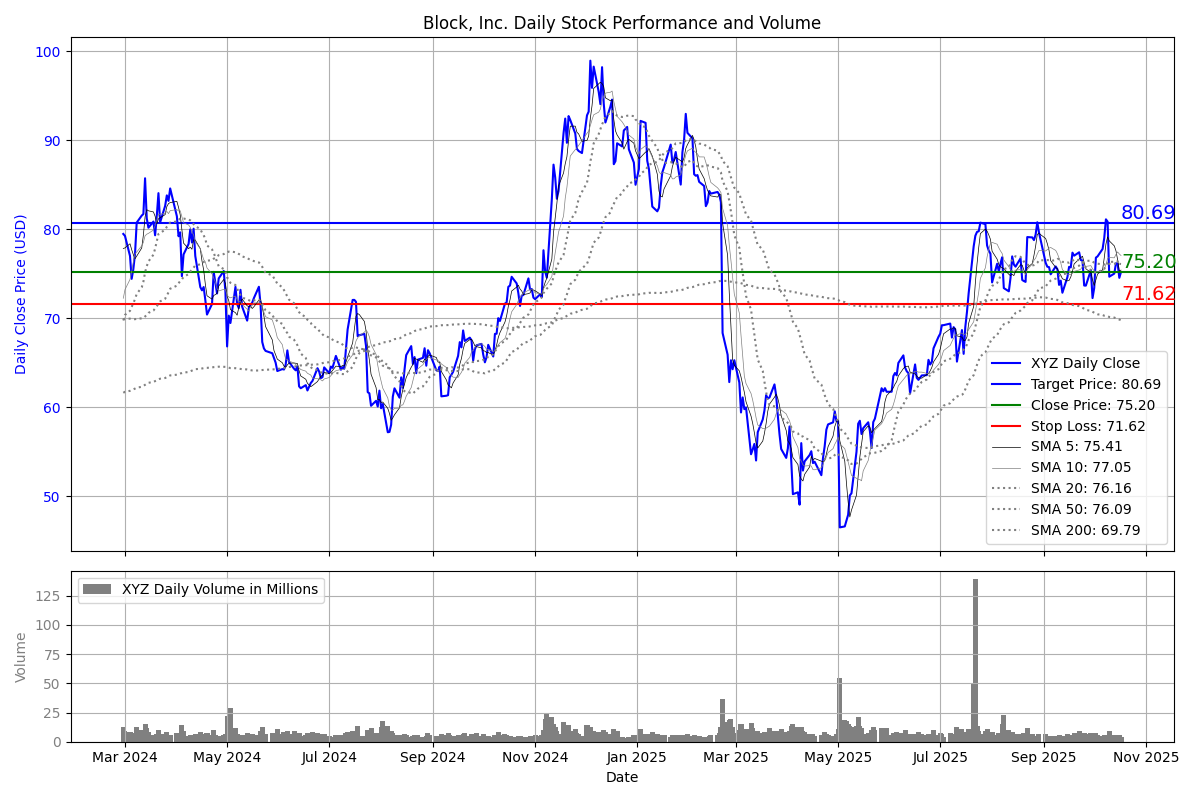 Block, Inc. Daily Stock Performance and Volume
Daily Close Price (USD)
100
90
80
70
60
50
80.69
75.20
71.62
XYZ Daily Close
Target Price: 80.69
Close Price: 75.20
Stop Loss: 71.62
SMA 5: 75.41
SMA 10: 77.05
SMA 20: 76.16
SMA 50: 76.09
SMA 200: 69.79
Volume
125
100
75
50
25
0
XYZ Daily Volume in Millions
Mar 2024 May 2024 Jul 2024 Sep 2024 Nov 2024 Jan 2025 Mar 2025 May 2025 Jul 2025 Sep 2025 Nov 2025
Date